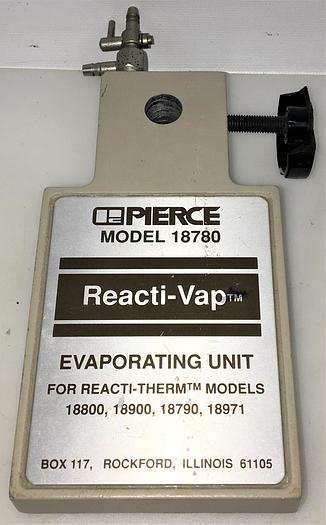 PIERCE
MODEL 18780
Reacti-Vap™
EVAPORATING UNIT
FOR REACTI-THERM™ MODELS
18800, 18900, 18790, 18971
BOX 117, ROCKFORD, ILLINOIS 61105